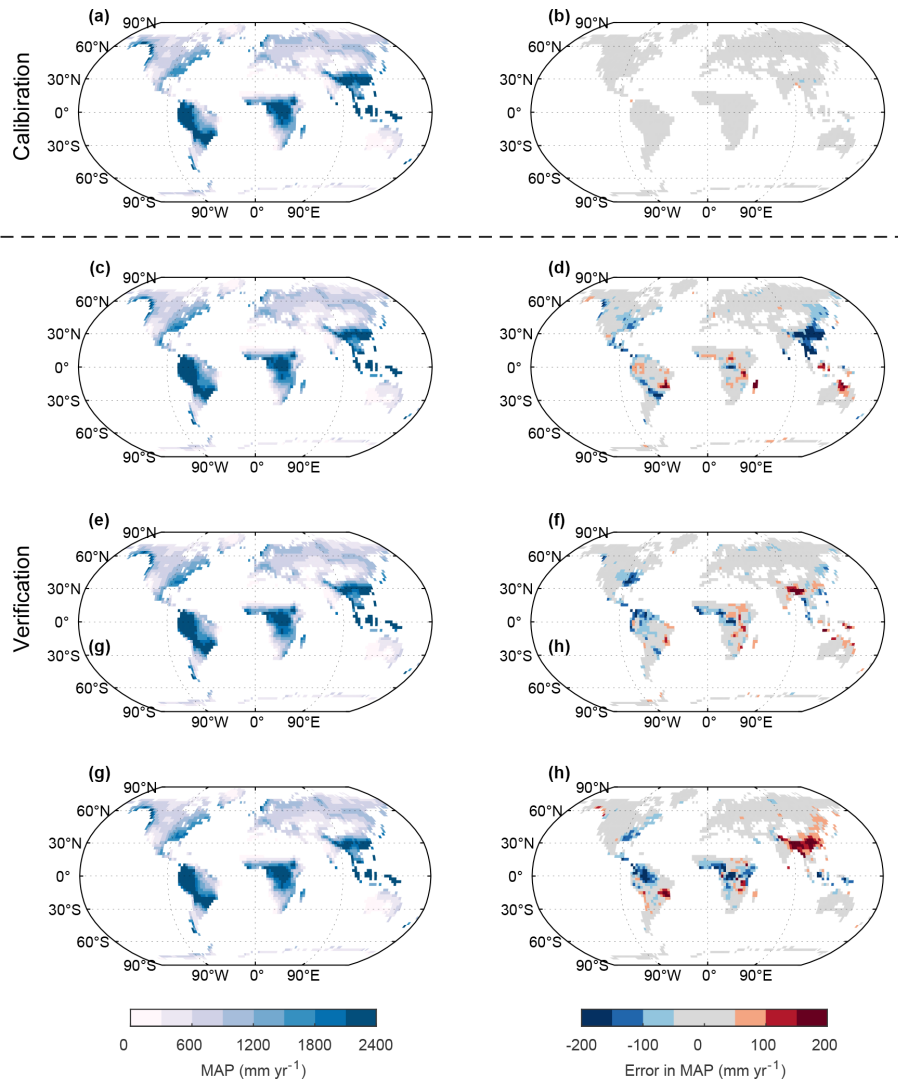 (a) (b)
90°N 90°N
60°N 60°N
30°N 30°N
0° 0°
30°S 30°S
60°S 60°S
90°S 90°S
90°W 0° 90°E 90°W 0° 90°E
Calibiration
(c) (d)
90°N 90°N
60°N 60°N
30°N 30°N
0° 0°
30°S 30°S
60°S 60°S
90°S 90°S
90°W 0° 90°E 90°W 0° 90°E
(e) (f)
90°N 90°N
60°N 60°N
30°N 30°N
0° 0°
Verification
(g) (h)
30°S 30°S
60°S 60°S
90°S 90°S
90°W 0° 90°E 90°W 0° 90°E
(g) (h)
90°N 90°N
60°N 60°N
30°N 30°N
0° 0°
30°S 30°S
60°S 60°S
90°S 90°S
90°W 0° 90°E 90°W 0° 90°E
0 600 1200 1800 2400 -200 -100 0 100 200
MAP (mm yr⁻¹) Error in MAP (mm yr⁻¹)